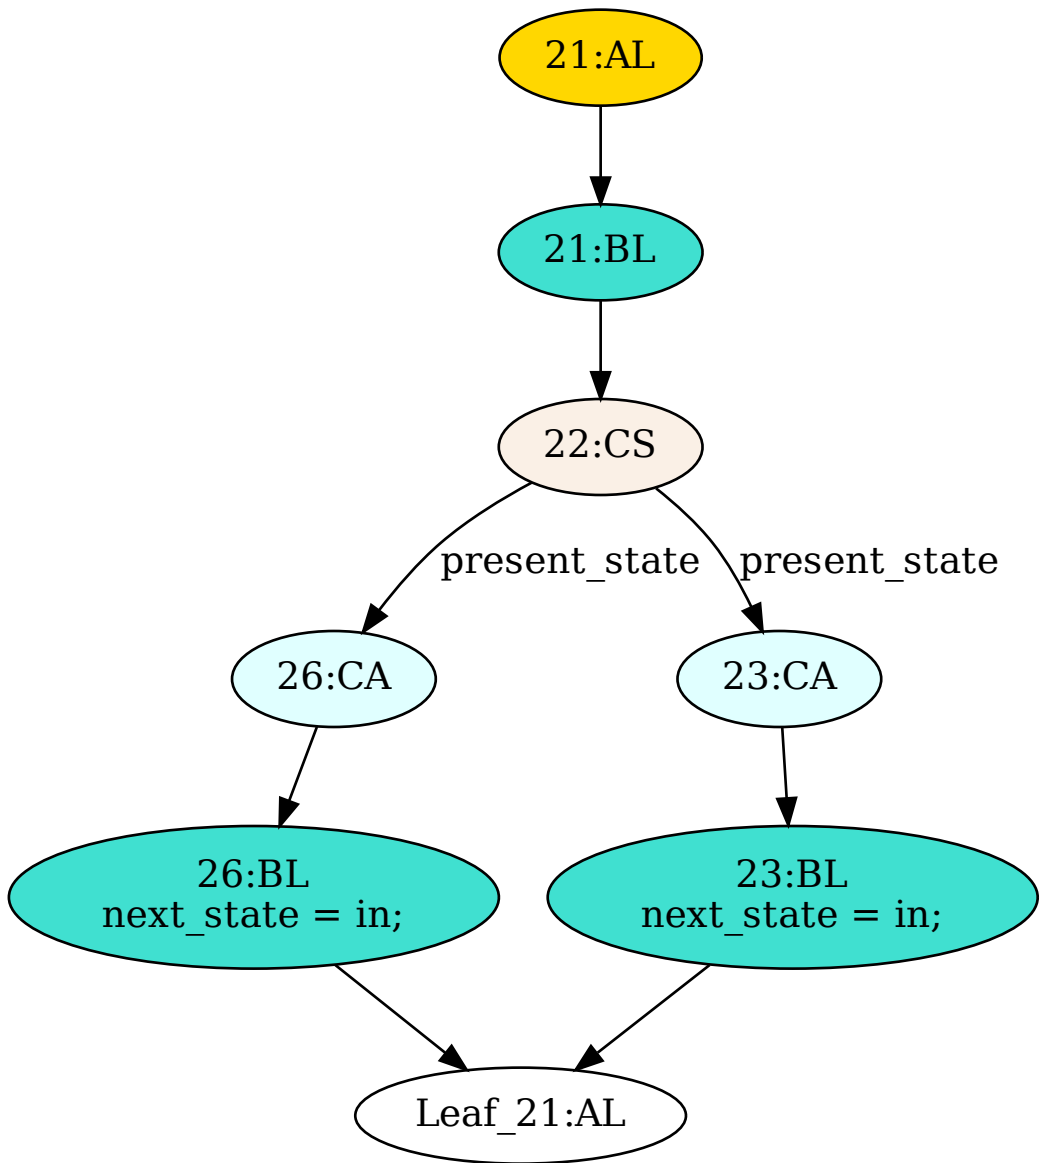 21:AL
21:BL
22:CS
present_state
present_state
26:CA
23:CA
26:BL
next_state = in;
23:BL
next_state = in;
Leaf_21:AL